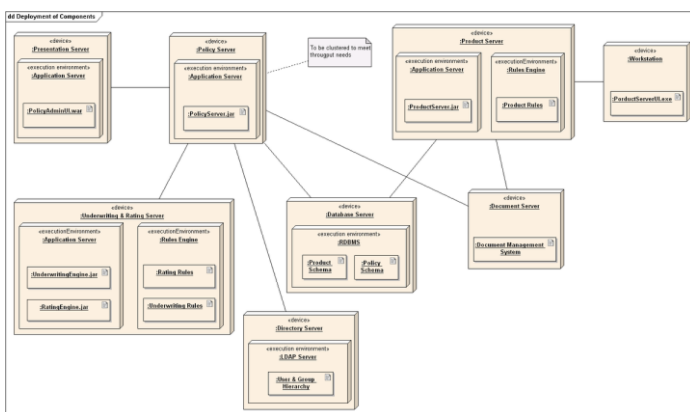 dd Deployment of Components
«device»
:Presentation Server
«execution environment»
:Application Server
:PolicyAdminUI.war
«device»
:Policy Server
«execution environment»
:Application Server
:PolicyServer.jar
To be clustered to meet
througput needs
«device»
:Product Server
«execution environment»
:Application Server
:ProductServer.jar
«executionEnvironment»
:Rules Engine
:Product Rules
«device»
:Workstation
:PorductServerUI.exe
«device»
:Underwriting & Rating Server
«executionEnvironment»
:Application Server
:UnderwritingEngine.jar
:RatingEngine.jar
«executionEnvironment»
:Rules Engine
:Rating Rules
:Underwriting Rules
«device»
:Database Server
«execution environment»
:RDBMS
:Product
Schema
:Policy
Schema
«device»
:Document Server
:Document Management
System
«device»
:Directory Server
«execution environment»
:LDAP Server
:User & Group
Hierarchy